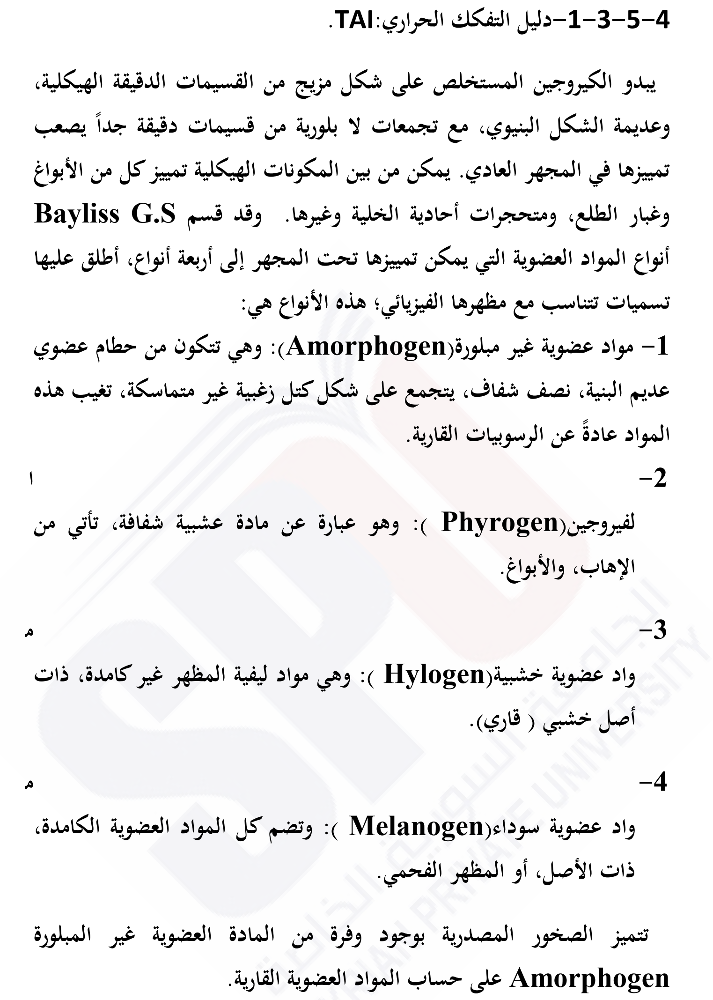 4-5-3-1-دليل التفكك الحراري:TAI.
يبدو الكيروجين المستخلص على شكل مزيج من القسيمات الدقيقة الهيكلية،
وعديمة الشكل البنيوي، مع تجمعات لا بلورية من قسيمات دقيقة جداً يصعب
تمييزها في المجهر العادي. يمكن من بين المكونات الهيكلية تمييز كل من الأبواغ
وغبار الطلع، ومتحجرات أحادية الخلية وغيرها. وقد قسم Bayliss G.S
أنواع المواد العضوية التي يمكن تمييزها تحت المجهر إلى أربعة أنواع، أطلق عليها
تسميات تتناسب مع مظهرها الفيزيائي؛ هذه الأنواع هي:
1- مواد عضوية غير مبلورة(Amorphogen): وهي تتكون من حطام عضوي
عديم البنية، نصف شفاف، يتجمع على شكل كتل زغبية غير متماسكة، تغيب هذه
المواد عادةً عن الرسوبيات القارية.
2- ا
لفيروجين(Phyrogen ): وهو عبارة عن مادة عشبية شفافة، تأتي من
الإهاب، والأبواغ.
3- م
واد عضوية خشبية(Hylogen ): وهي مواد ليفية المظهر غير كامدة، ذات
أصل خشبي ( قاري).
4- م
واد عضوية سوداء(Melanogen ): وتضم كل المواد العضوية الكامدة،
ذات الأصل، أو المظهر الفحمي.
تتميز الصخور المصدرية بوجود وفرة من المادة العضوية غير المبلورة
Amorphogen على حساب المواد العضوية القارية.
SPU
الجامعة السورية الخاصة
SYRIAN PRIVATE UNIVERSITY